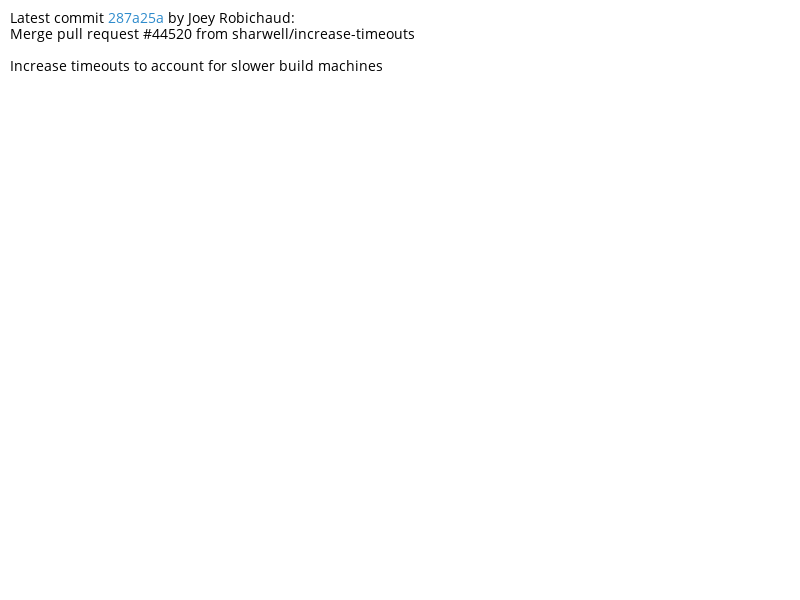 Latest commit 287a25a by Joey Robichaud:
Merge pull request #44520 from sharwell/increase-timeouts
Increase timeouts to account for slower build machines